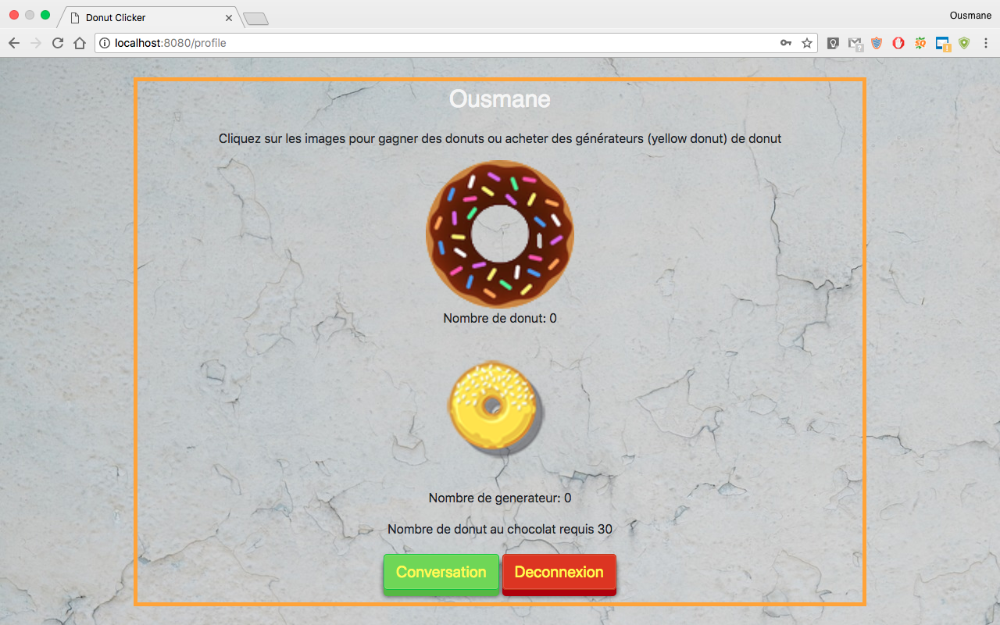 Donut Clicker
Ousmane
localhost:8080/profile
Ousmane
Cliquez sur les images pour gagner des donuts ou acheter des générateurs (yellow donut) de donut
Nombre de donut: 0
Nombre de generateur: 0
Nombre de donut au chocolat requis 30
Conversation Deconnexion